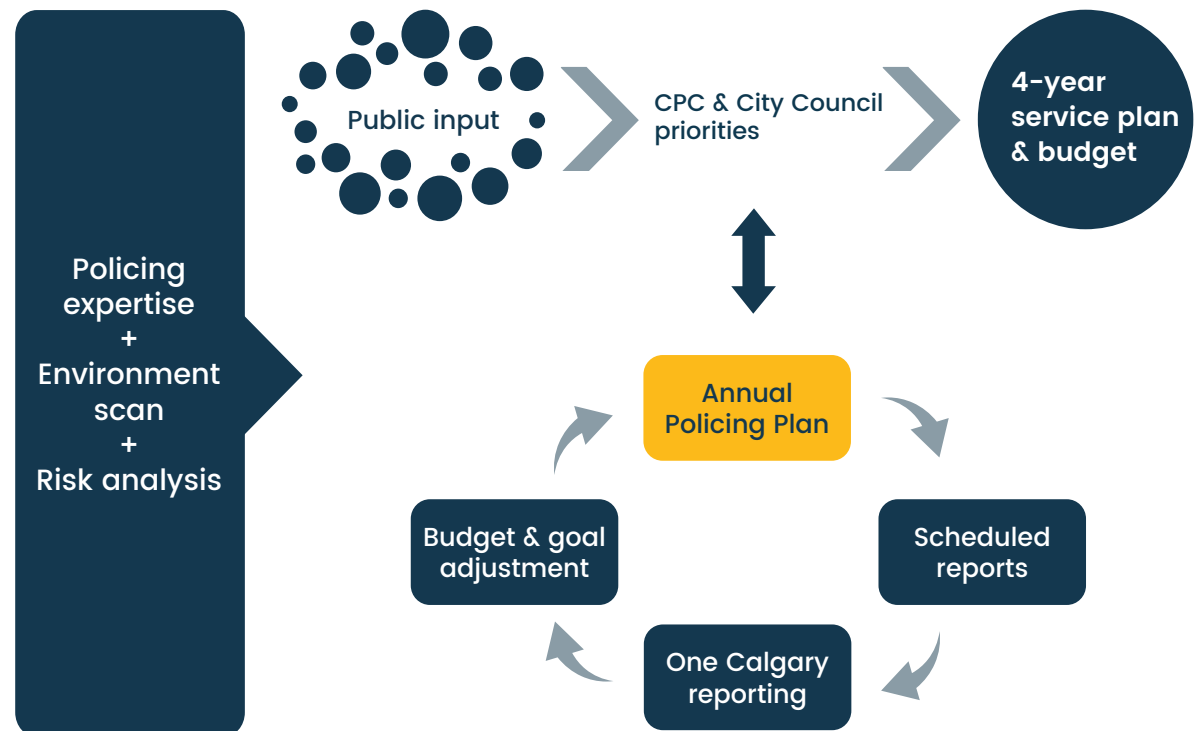 Policing
expertise
+
Environment
scan
+
Risk analysis
Public input
CPC & City Council
priorities
4-year
service plan
& budget
Annual
Policing Plan
Scheduled
reports
One Calgary
reporting
Budget & goal
adjustment